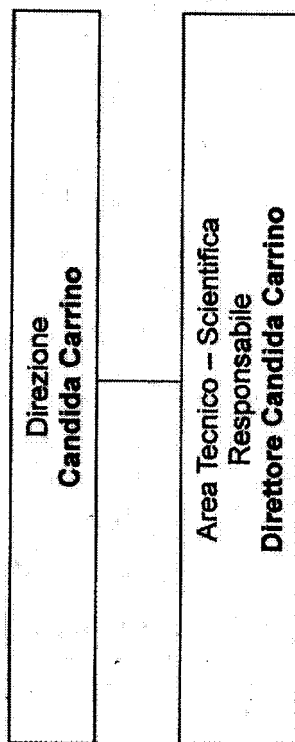 Direzione
Candida Carrino
Area Tecnico – Scientifica
Responsabile
Direttore Candida Carrino